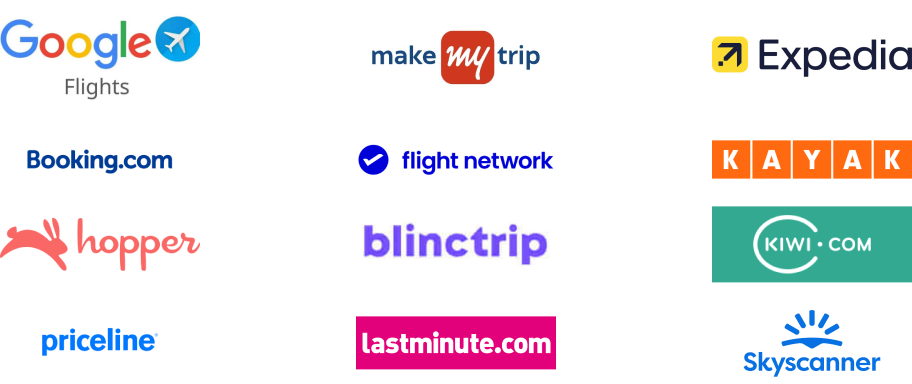 Google
Flights
make my trip
Expedia
Booking.com
flight network
KAYAK
hopper
blinctrip
KIWI.COM
priceline®
lastminute.com
Skyscanner